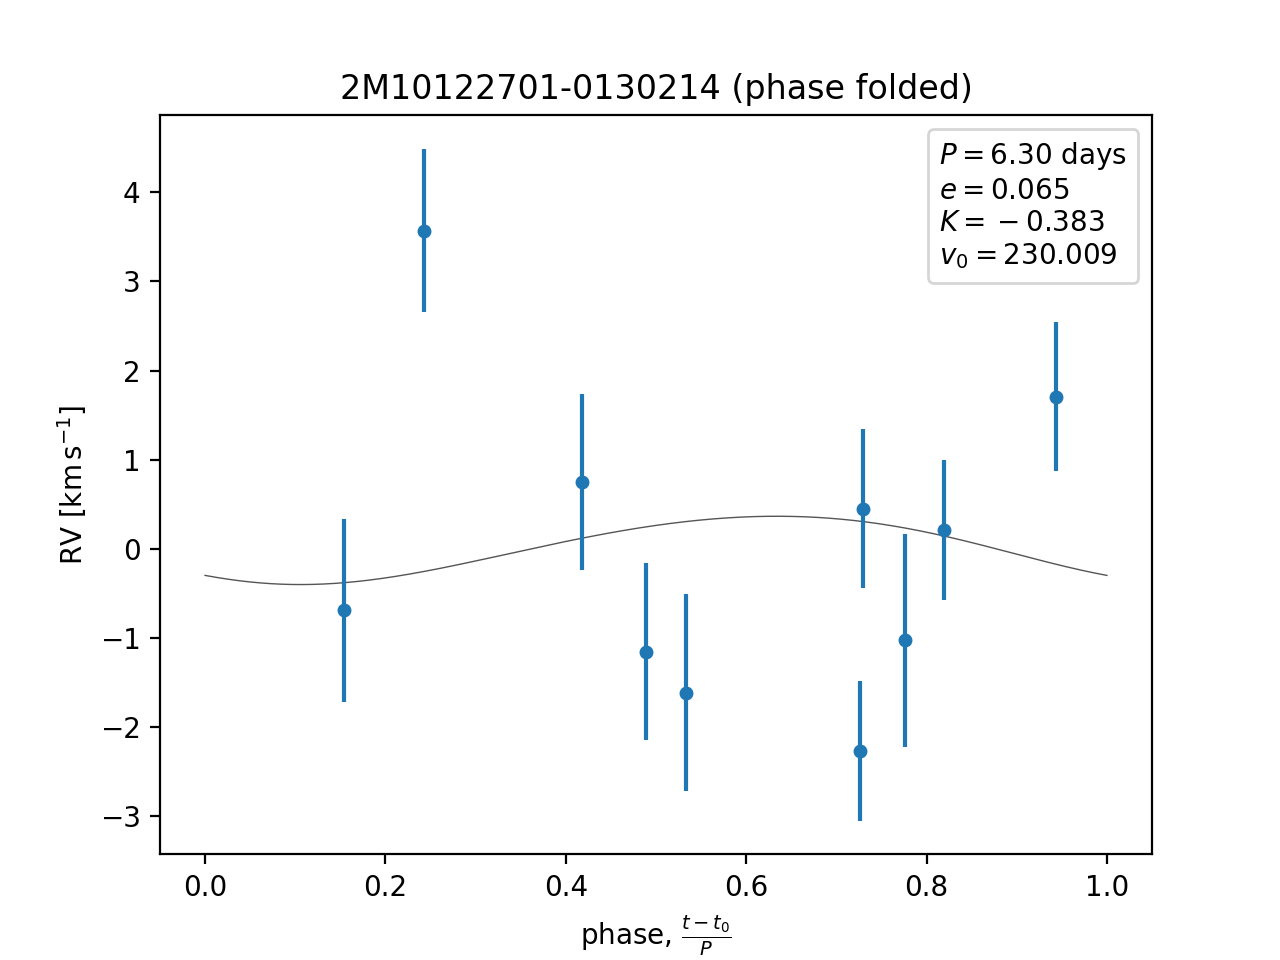 2M10122701-0130214 (phase folded)
P = 6.30 days
e = 0.065
K = −0.383
v₀ = 230.009
4
3
2
1
0
−1
−2
−3
RV [km s⁻¹]
0.0 0.2 0.4 0.6 0.8 1.0
phase, (t − t₀)/P